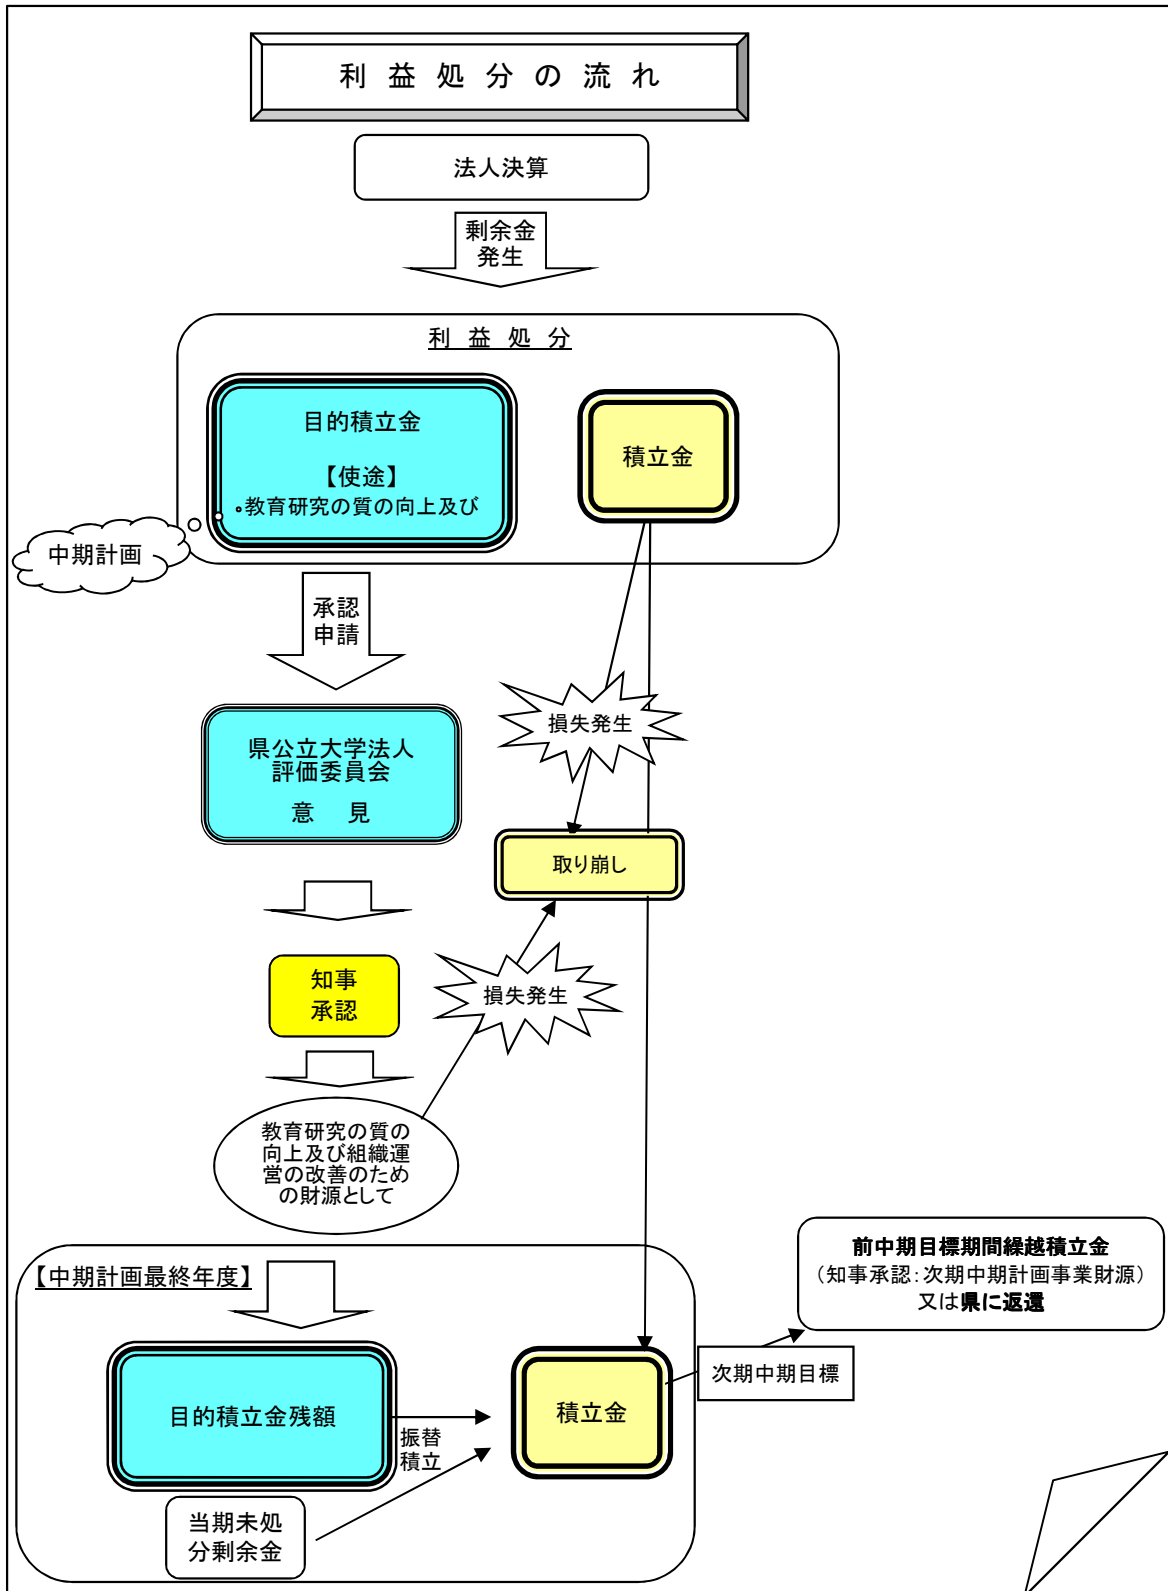 利益処分の流れ
法人決算
剰余金
発生
利益処分
目的積立金
【使途】
。教育研究の質の向上及び
積立金
中期計画
承認
申請
損失発生
県公立大学法人
評価委員会
意　見
取り崩し
知事
承認
損失発生
教育研究の質の
向上及び組織運
営の改善のため
の財源として
【中期計画最終年度】
前中期目標期間繰越積立金
（知事承認：次期中期計画事業財源）
又は県に返還
次期中期目標
目的積立金残額
振替
積立
積立金
当期未処
分剰余金